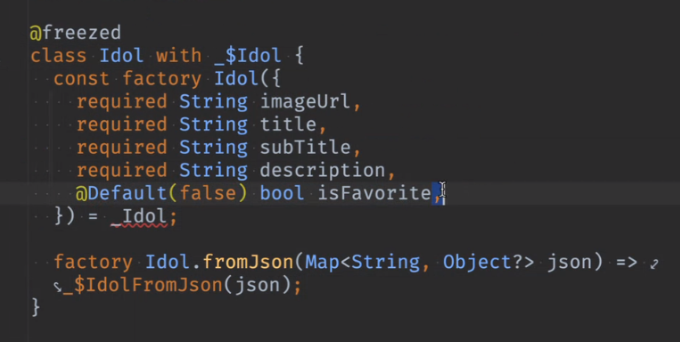 @freezed
class Idol with _$Idol {
const factory Idol({
required String imageUrl,
required String title,
required String subTitle,
required String description,
@Default(false) bool isFavorite,
}) = _Idol;
factory Idol.fromJson(Map<String, Object?> json) =>
_$IdolFromJson(json);
}